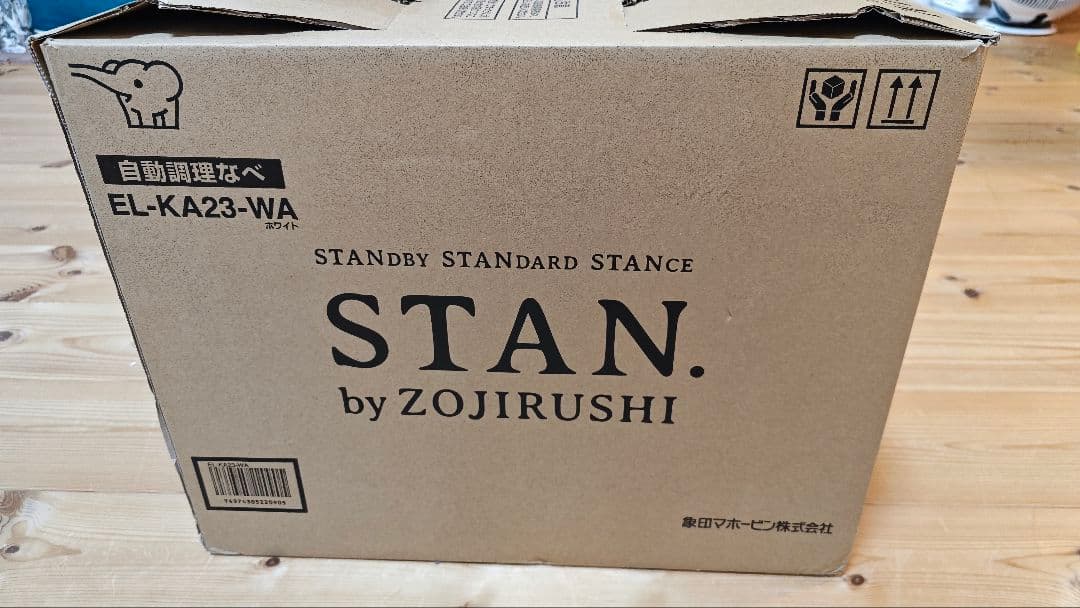 自動調理なべ
EL-KA23-WA
ホワイト
STANDBY STANDARD STANCE
STAN.
by ZOJIRUSHI
EL-KA23-WA
象印マホービン株式会社